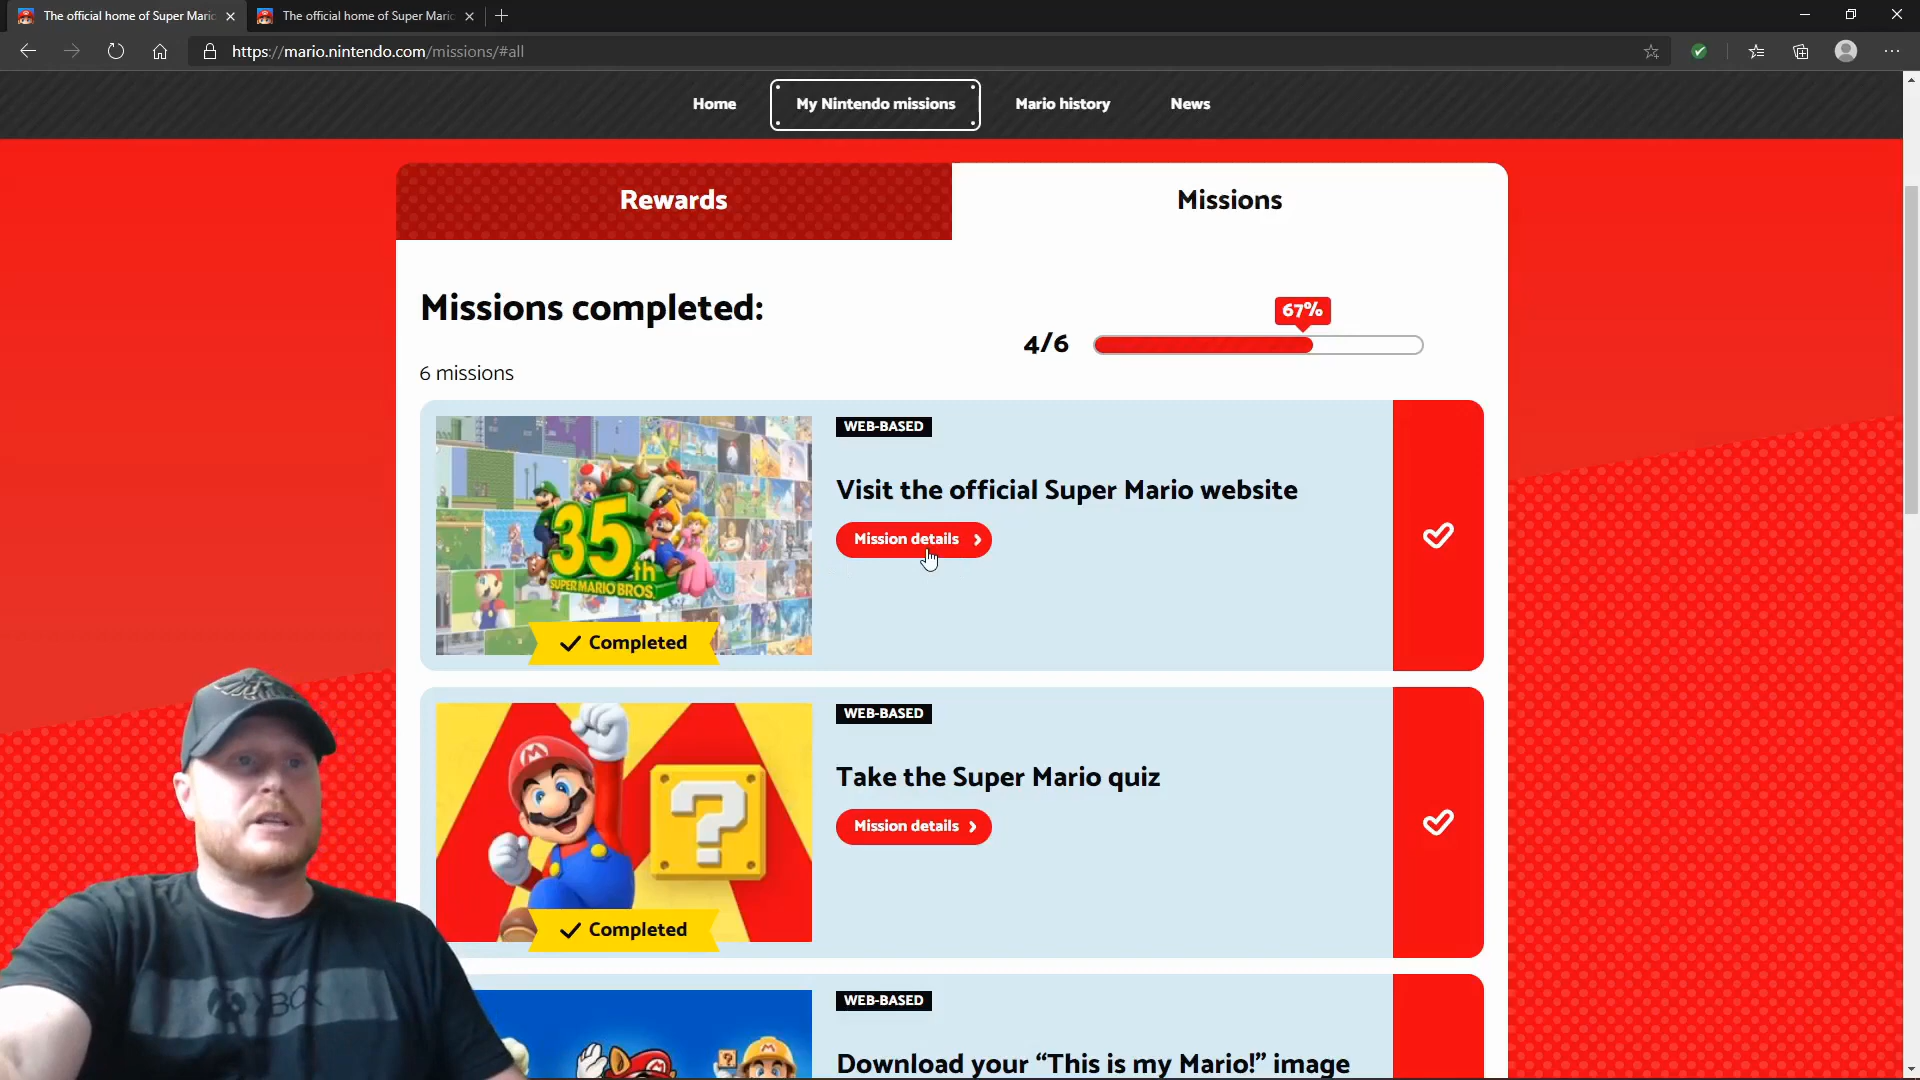 The official home of Super Mario
The official home of Super Mario
https://mario.nintendo.com/missions/#all
Home
My Nintendo missions
Mario history
News
Rewards
Missions
Missions completed:
67%
4/6
6 missions
WEB-BASED
Visit the official Super Mario website
Mission details
35th
SUPER MARIO BROS.
Completed
WEB-BASED
Take the Super Mario quiz
Mission details
Completed
XBOX
WEB-BASED
Download your “This is my Mario!” image